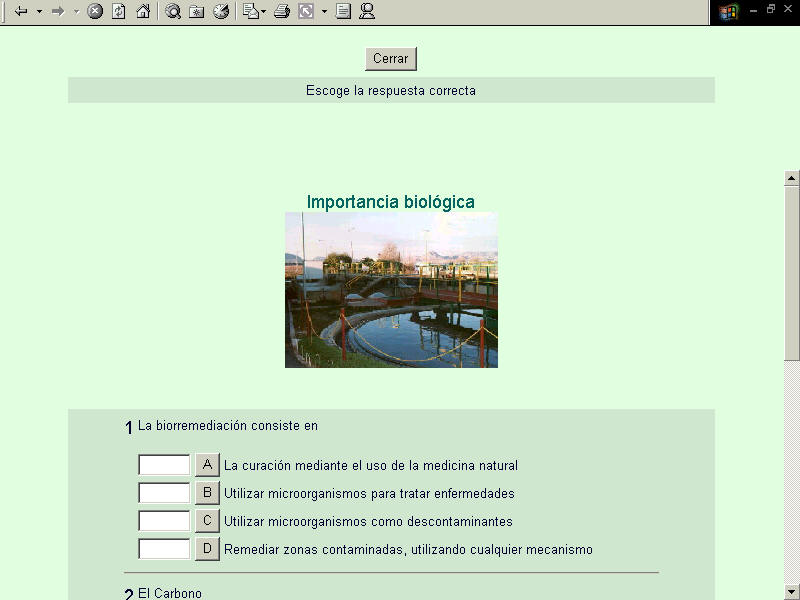 Cerrar
Escoge la respuesta correcta
Importancia biológica
1 La biorremediación consiste en
A La curación mediante el uso de la medicina natural
B Utilizar microorganismos para tratar enfermedades
C Utilizar microorganismos como descontaminantes
D Remediar zonas contaminadas, utilizando cualquier mecanismo
2 El Carbono